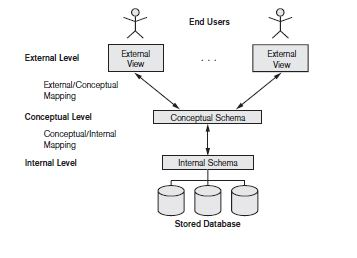 End Users
External Level
External
View
. . .
External
View
External/Conceptual
Mapping
Conceptual Level
Conceptual Schema
Conceptual/Internal
Mapping
Internal Level
Internal Schema
Stored Database